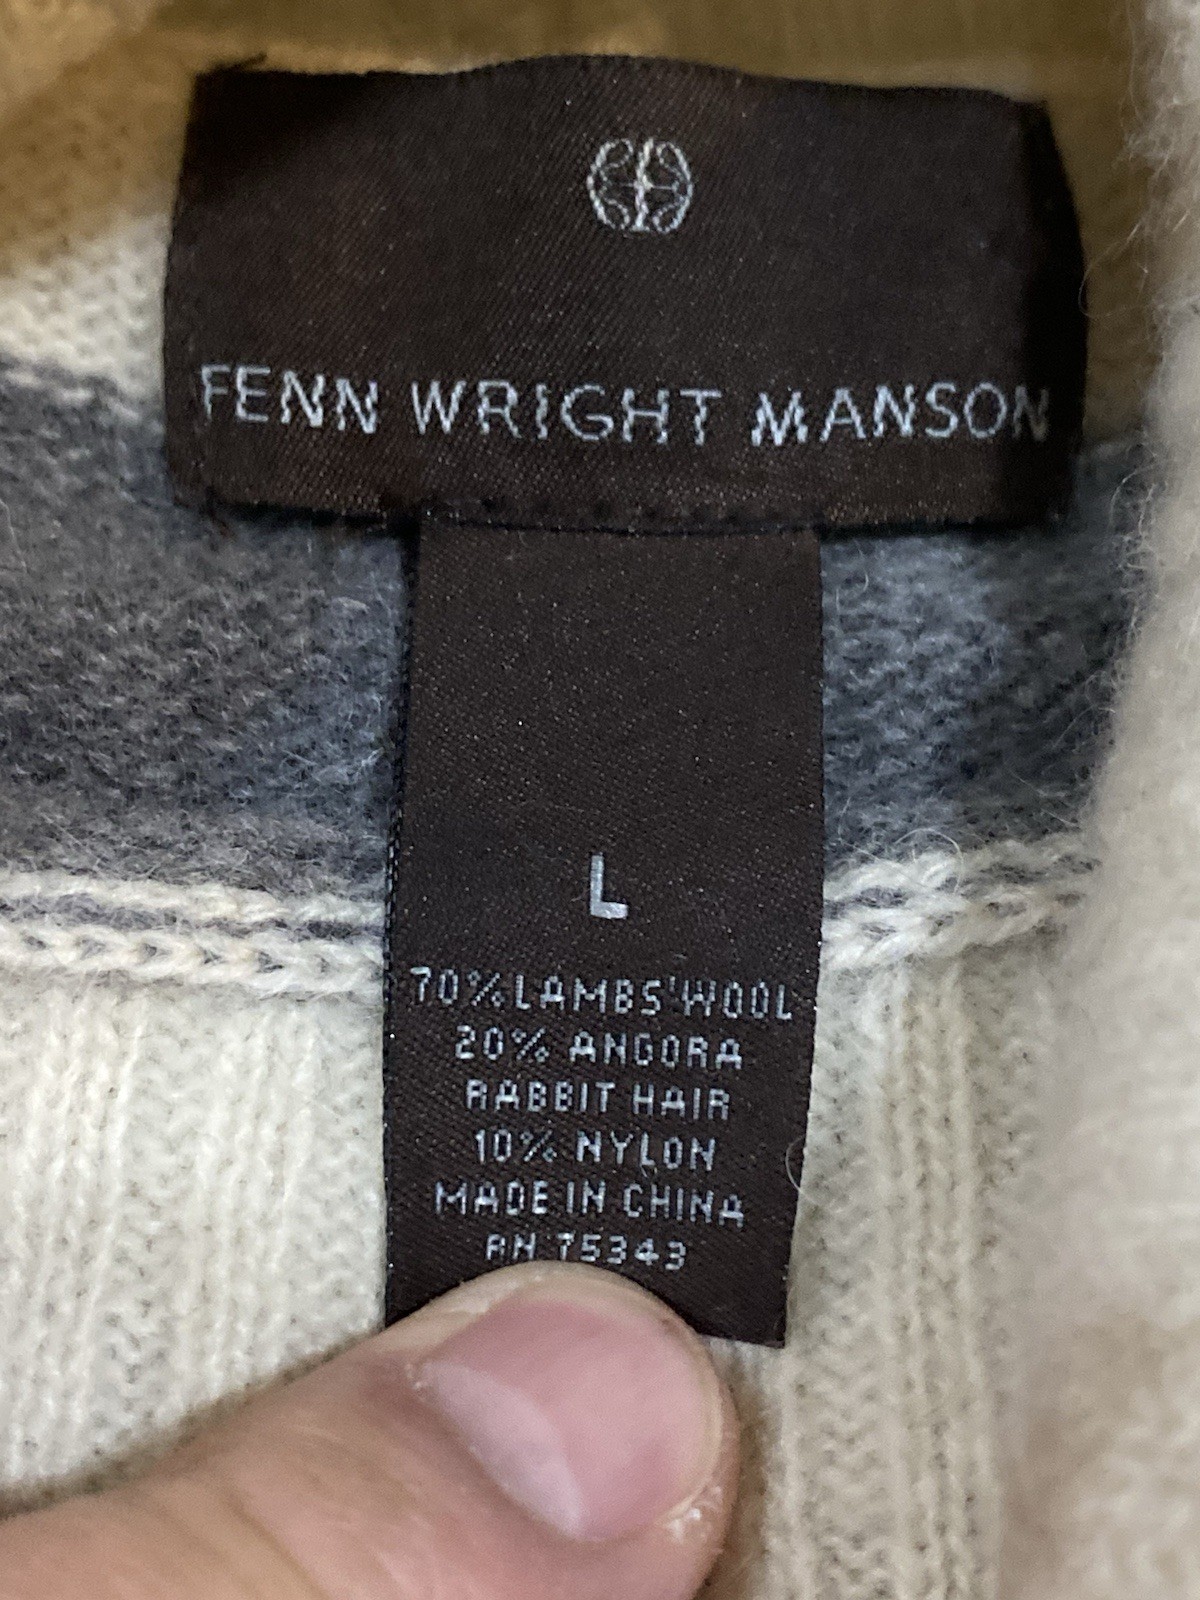 FENN WRIGHT MANSON
L
70% LAMBS'WOOL
20% ANGORA
RABBIT HAIR
10% NYLON
MADE IN CHINA
RN 75343